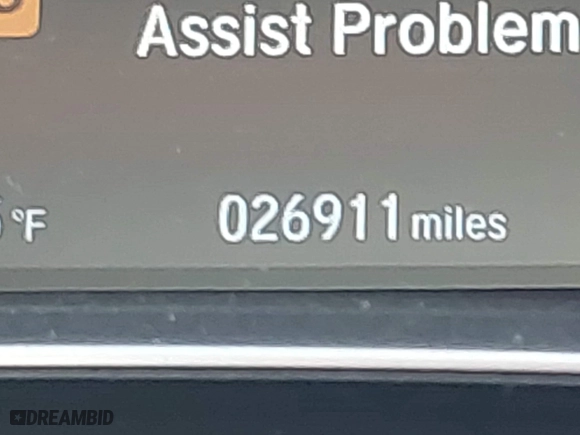 Assist Problem
°F
026911 miles
DREAMBID